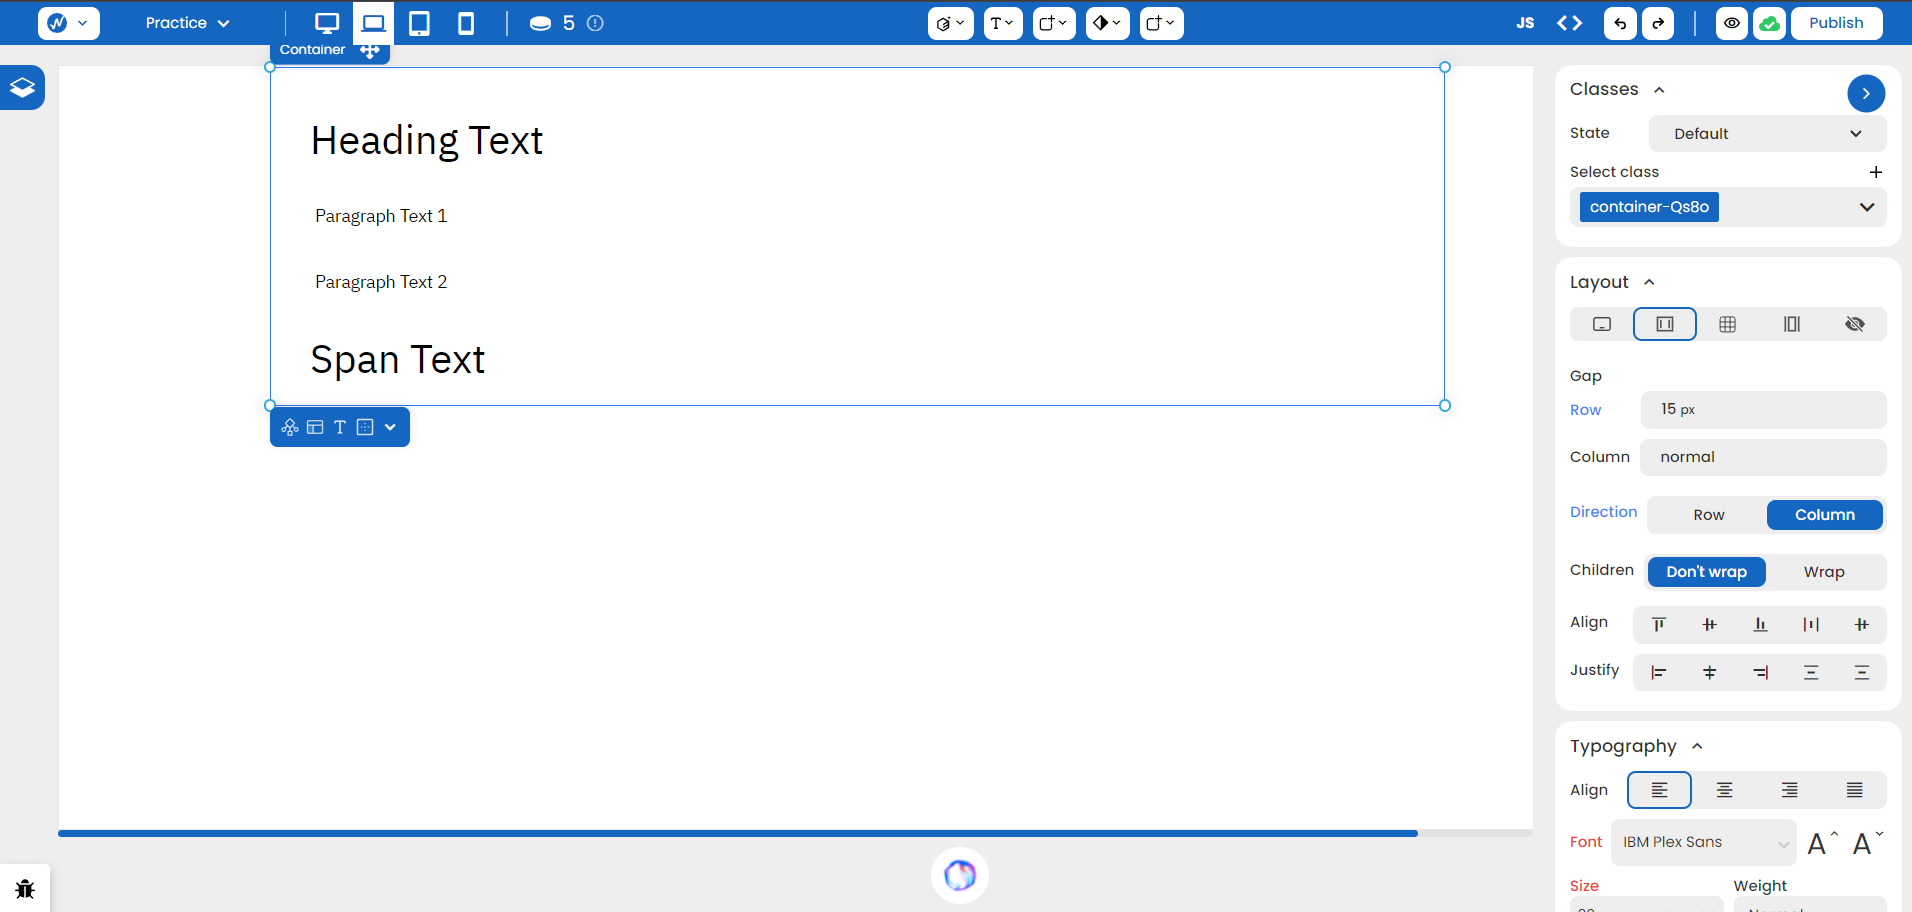 Practice
5
JS
Publish
Container
Heading Text
Paragraph Text 1
Paragraph Text 2
Span Text
T
T
Classes
State Default
Select class
container-Qs8o
Layout
Gap
Row 15 px
Column normal
Direction Row Column
Children Don't wrap Wrap
Align
Justify
Typography
Align
Font IBM Plex Sans A A
Size Weight